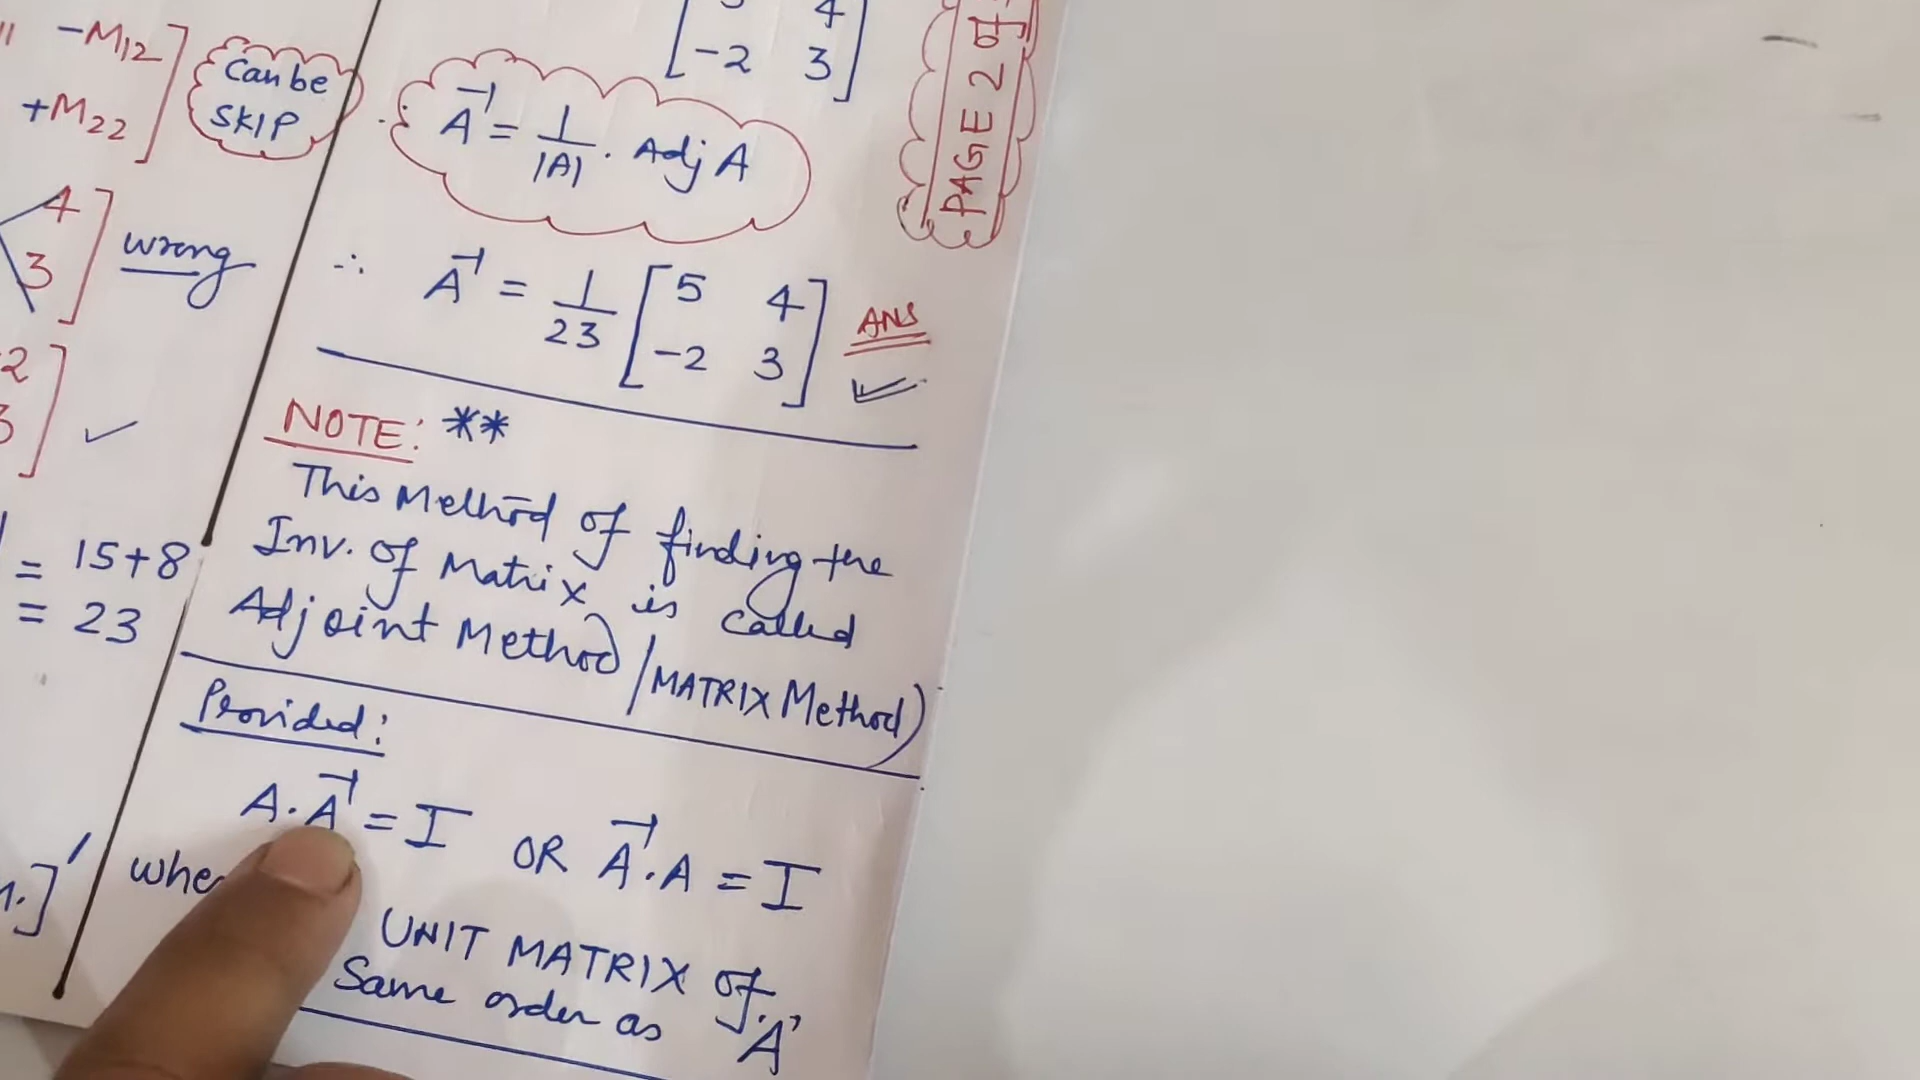 -M12]
+M22]
Can be
SKIP
4]
3]
wrong
-2
3] ✓
= 15+8
= 23
n.]'
4
[-2 3]
∴ A⁻¹ = 1/|A| . Adj A
∴ A⁻¹ = 1/23 [5 4
-2 3] ANS ✓
NOTE: **
This Method of finding the
Inv. of Matrix is called
Adjoint Method / MATRIX Method)
Provided:
A.A⁻¹ = I OR A⁻¹.A = I
UNIT MATRIX of
Same order as 'A'
PAGE 2 of